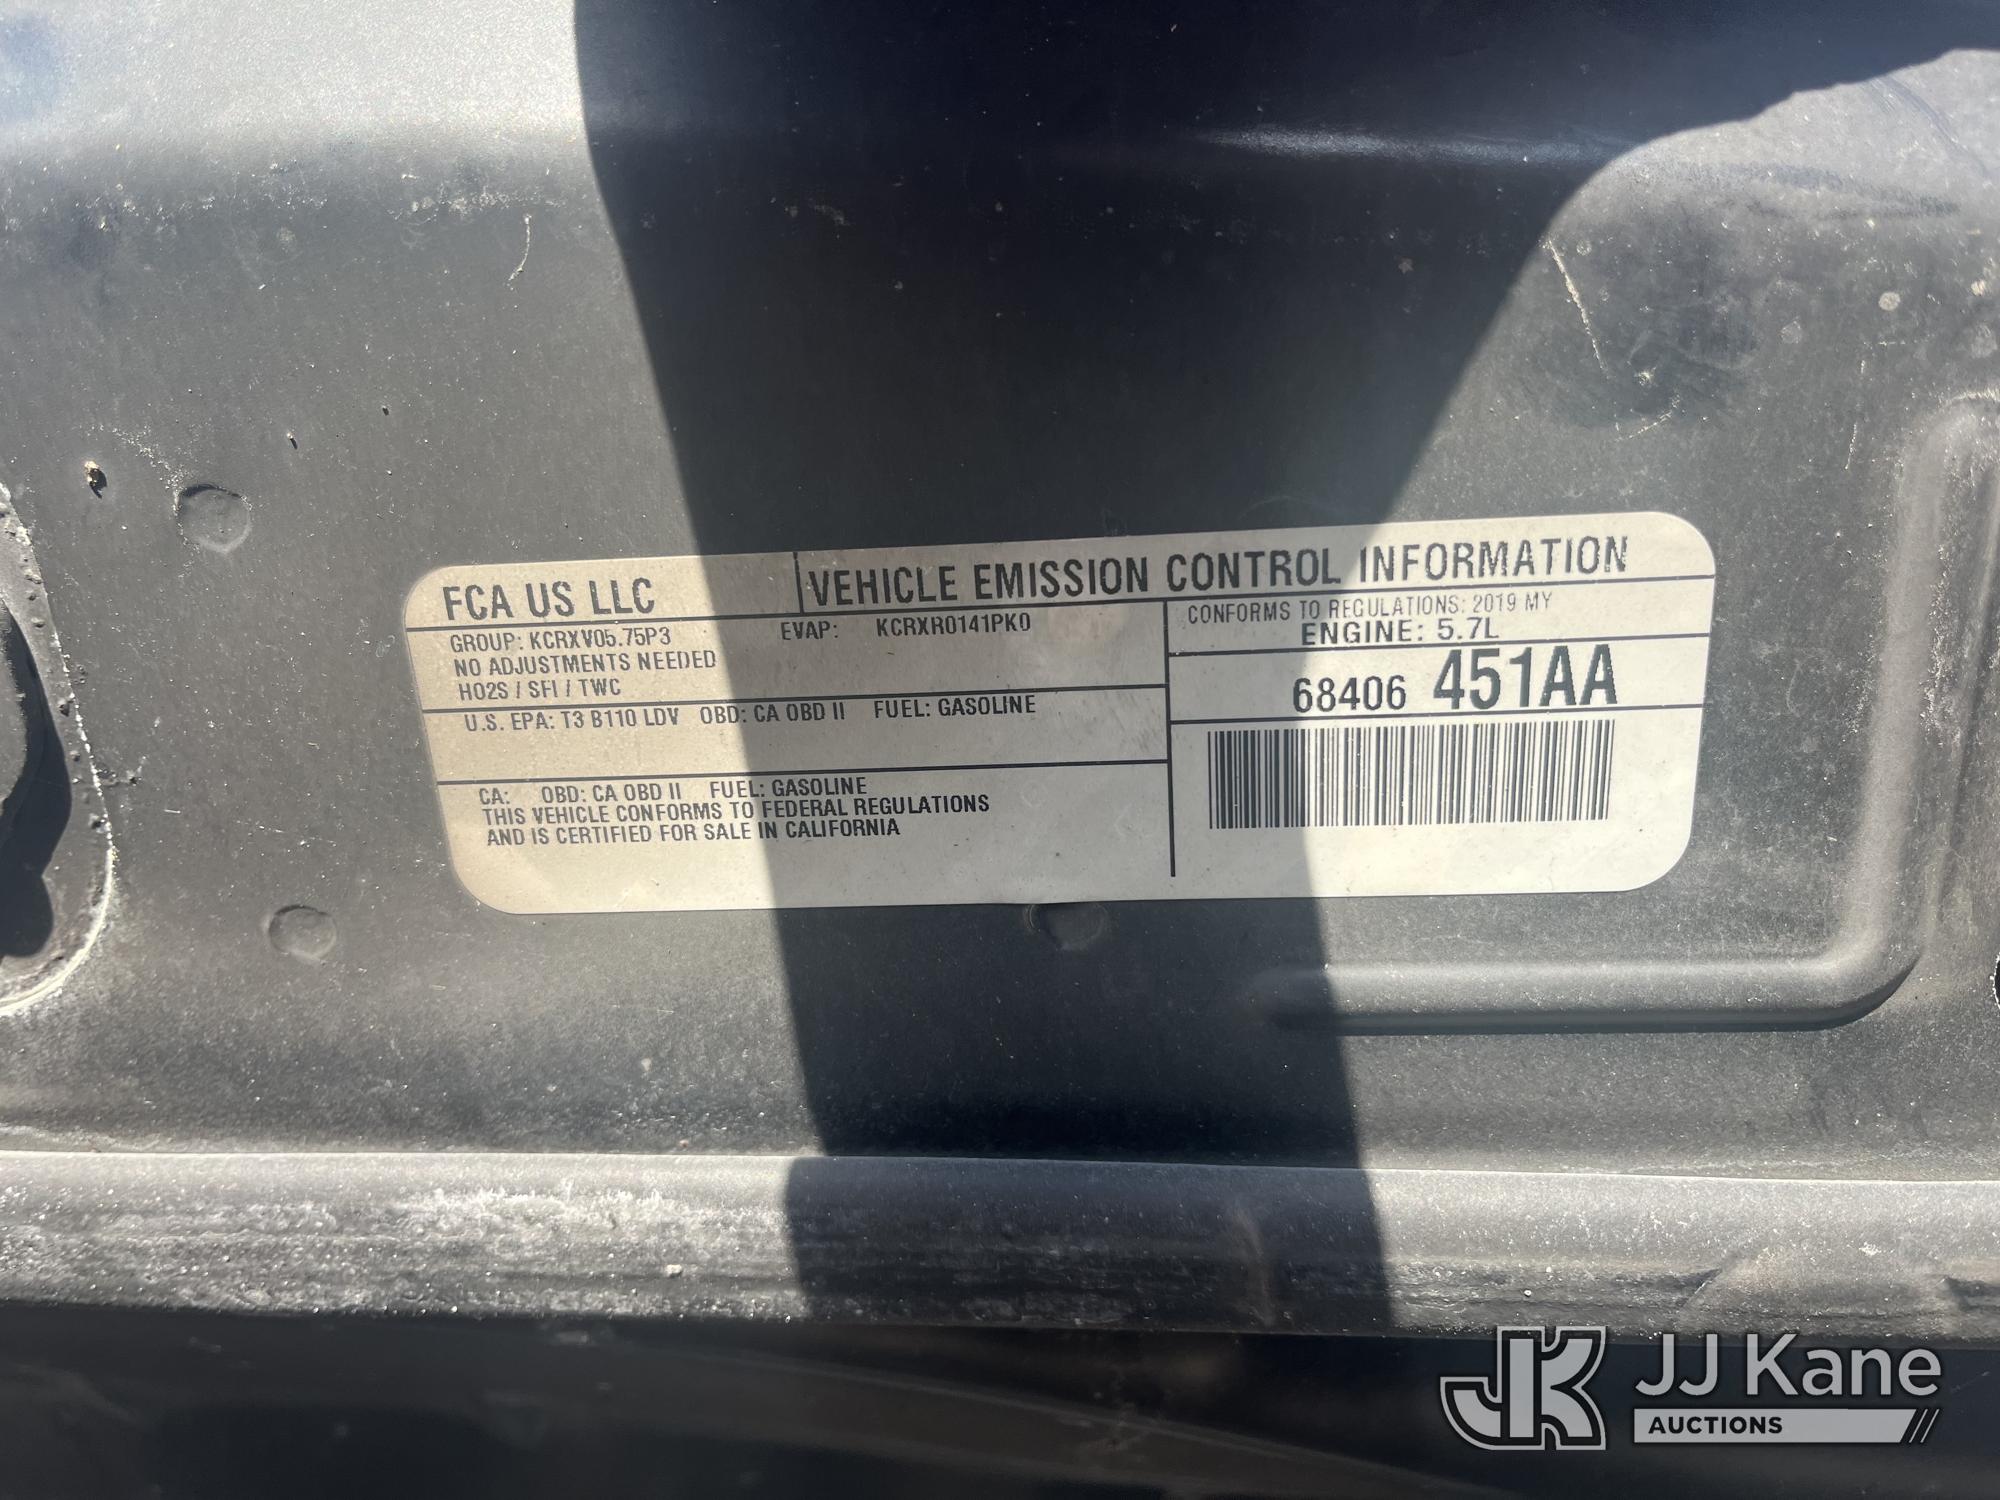 FCA US LLC
VEHICLE EMISSION CONTROL INFORMATION
GROUP: KCRXV05.75P3
EVAP: KCRXR0141PK0
NO ADJUSTMENTS NEEDED
HO2S / SFI / TWC
CONFORMS TO REGULATIONS: 2019 MY
ENGINE: 5.7L
68406 451AA
U.S. EPA: T3 B110 LDV OBD: CA OBD II FUEL: GASOLINE
CA: OBD: CA OBD II FUEL: GASOLINE
THIS VEHICLE CONFORMS TO FEDERAL REGULATIONS
AND IS CERTIFIED FOR SALE IN CALIFORNIA
JK JJ Kane
AUCTIONS